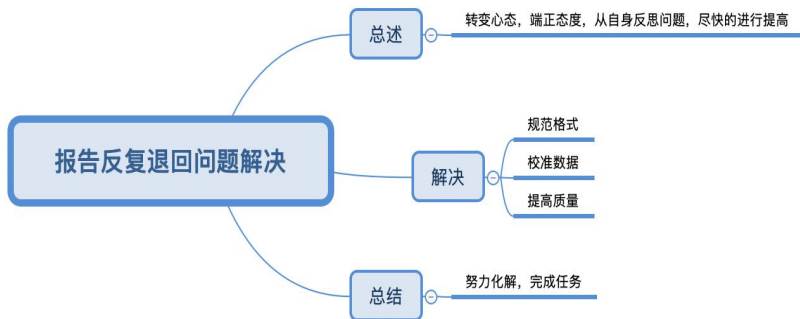 报告反复退回问题解决
总述
转变心态，端正态度，从自身反思问题，尽快的进行提高
解决
规范格式
校准数据
提高质量
总结
努力化解，完成任务